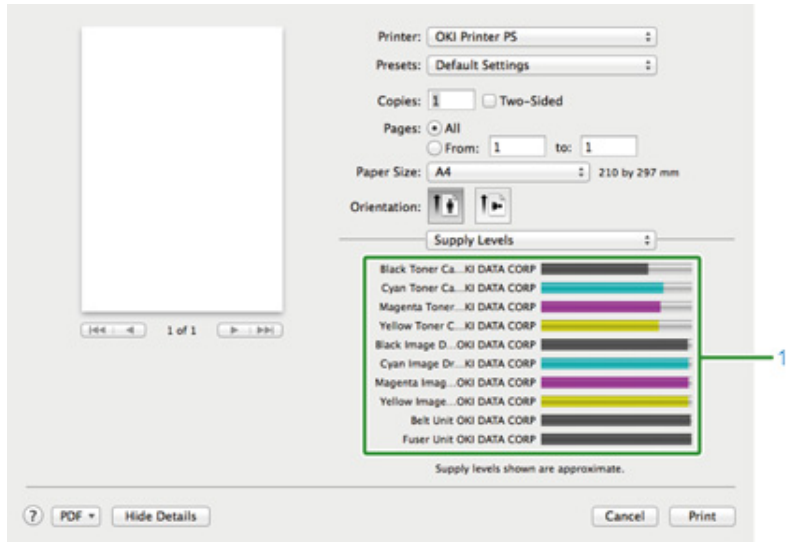 Printer: OKI Printer PS
Presets: Default Settings
Copies: 1 Two-Sided
Pages: All
From: 1 to: 1
Paper Size: A4 210 by 297 mm
Orientation:
Supply Levels
Black Toner Ca...KI DATA CORP
Cyan Toner Ca...KI DATA CORP
Magenta Toner...KI DATA CORP
Yellow Toner C...KI DATA CORP
Black Image D...OKI DATA CORP
Cyan Image Dr...KI DATA CORP
Magenta Imag...OKI DATA CORP
Yellow Image...OKI DATA CORP
Belt Unit OKI DATA CORP
Fuser Unit OKI DATA CORP
1
1 of 1
Supply levels shown are approximate.
? PDF Hide Details Cancel Print